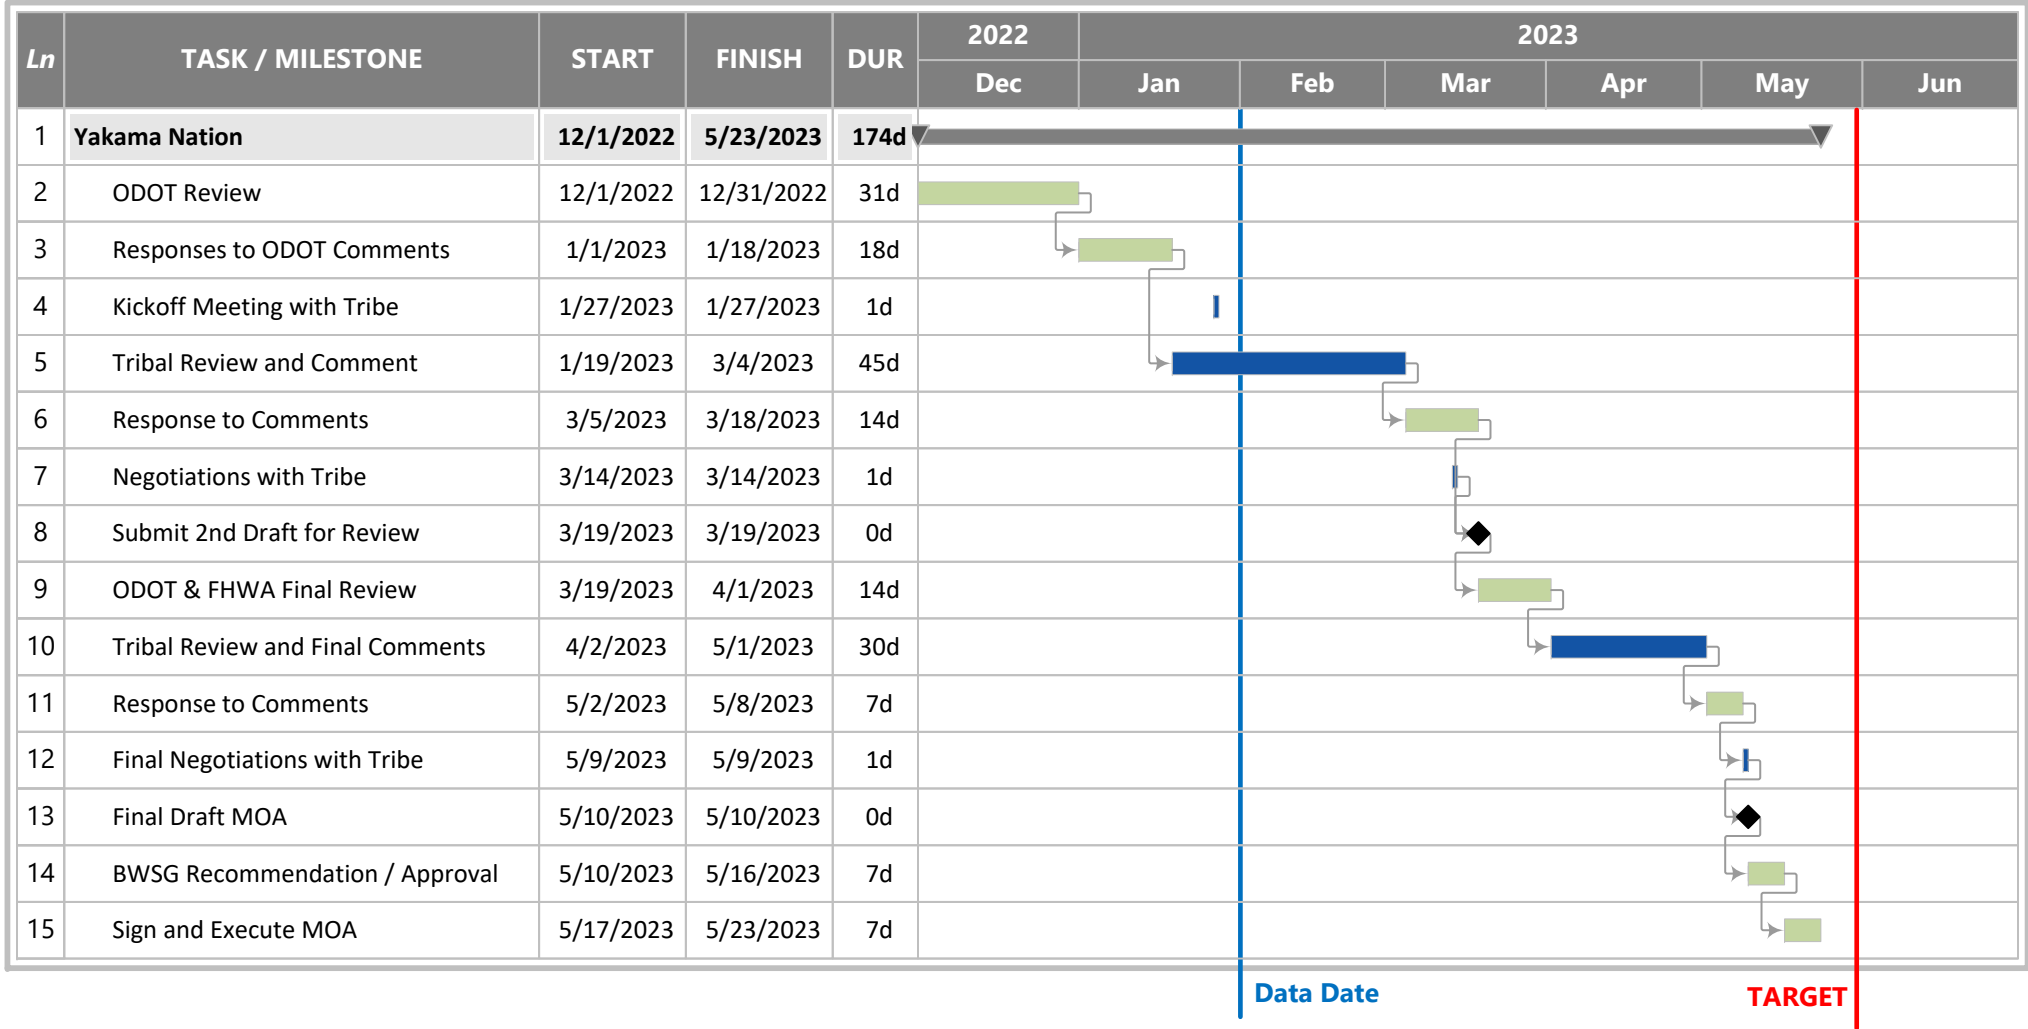 Ln TASK / MILESTONE START FINISH DUR 2022 2023
Dec Jan Feb Mar Apr May Jun
1 Yakama Nation 12/1/2022 5/23/2023 174d
2 ODOT Review 12/1/2022 12/31/2022 31d
3 Responses to ODOT Comments 1/1/2023 1/18/2023 18d
4 Kickoff Meeting with Tribe 1/27/2023 1/27/2023 1d
5 Tribal Review and Comment 1/19/2023 3/4/2023 45d
6 Response to Comments 3/5/2023 3/18/2023 14d
7 Negotiations with Tribe 3/14/2023 3/14/2023 1d
8 Submit 2nd Draft for Review 3/19/2023 3/19/2023 0d
9 ODOT & FHWA Final Review 3/19/2023 4/1/2023 14d
10 Tribal Review and Final Comments 4/2/2023 5/1/2023 30d
11 Response to Comments 5/2/2023 5/8/2023 7d
12 Final Negotiations with Tribe 5/9/2023 5/9/2023 1d
13 Final Draft MOA 5/10/2023 5/10/2023 0d
14 BWSG Recommendation / Approval 5/10/2023 5/16/2023 7d
15 Sign and Execute MOA 5/17/2023 5/23/2023 7d
Data Date TARGET